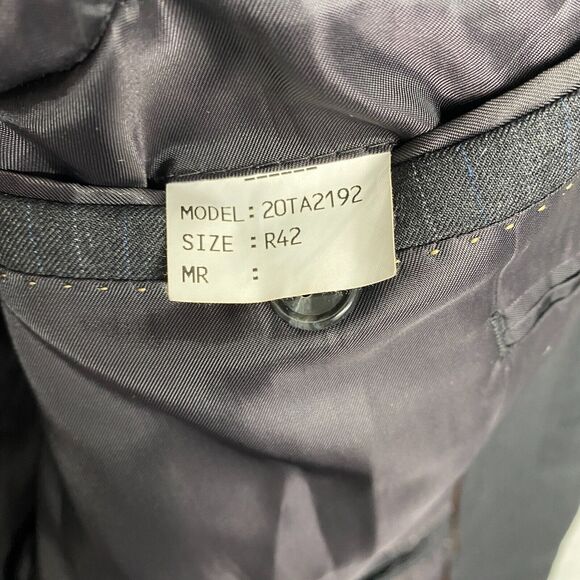 MODEL: 20TA2192
SIZE : R42
MR :